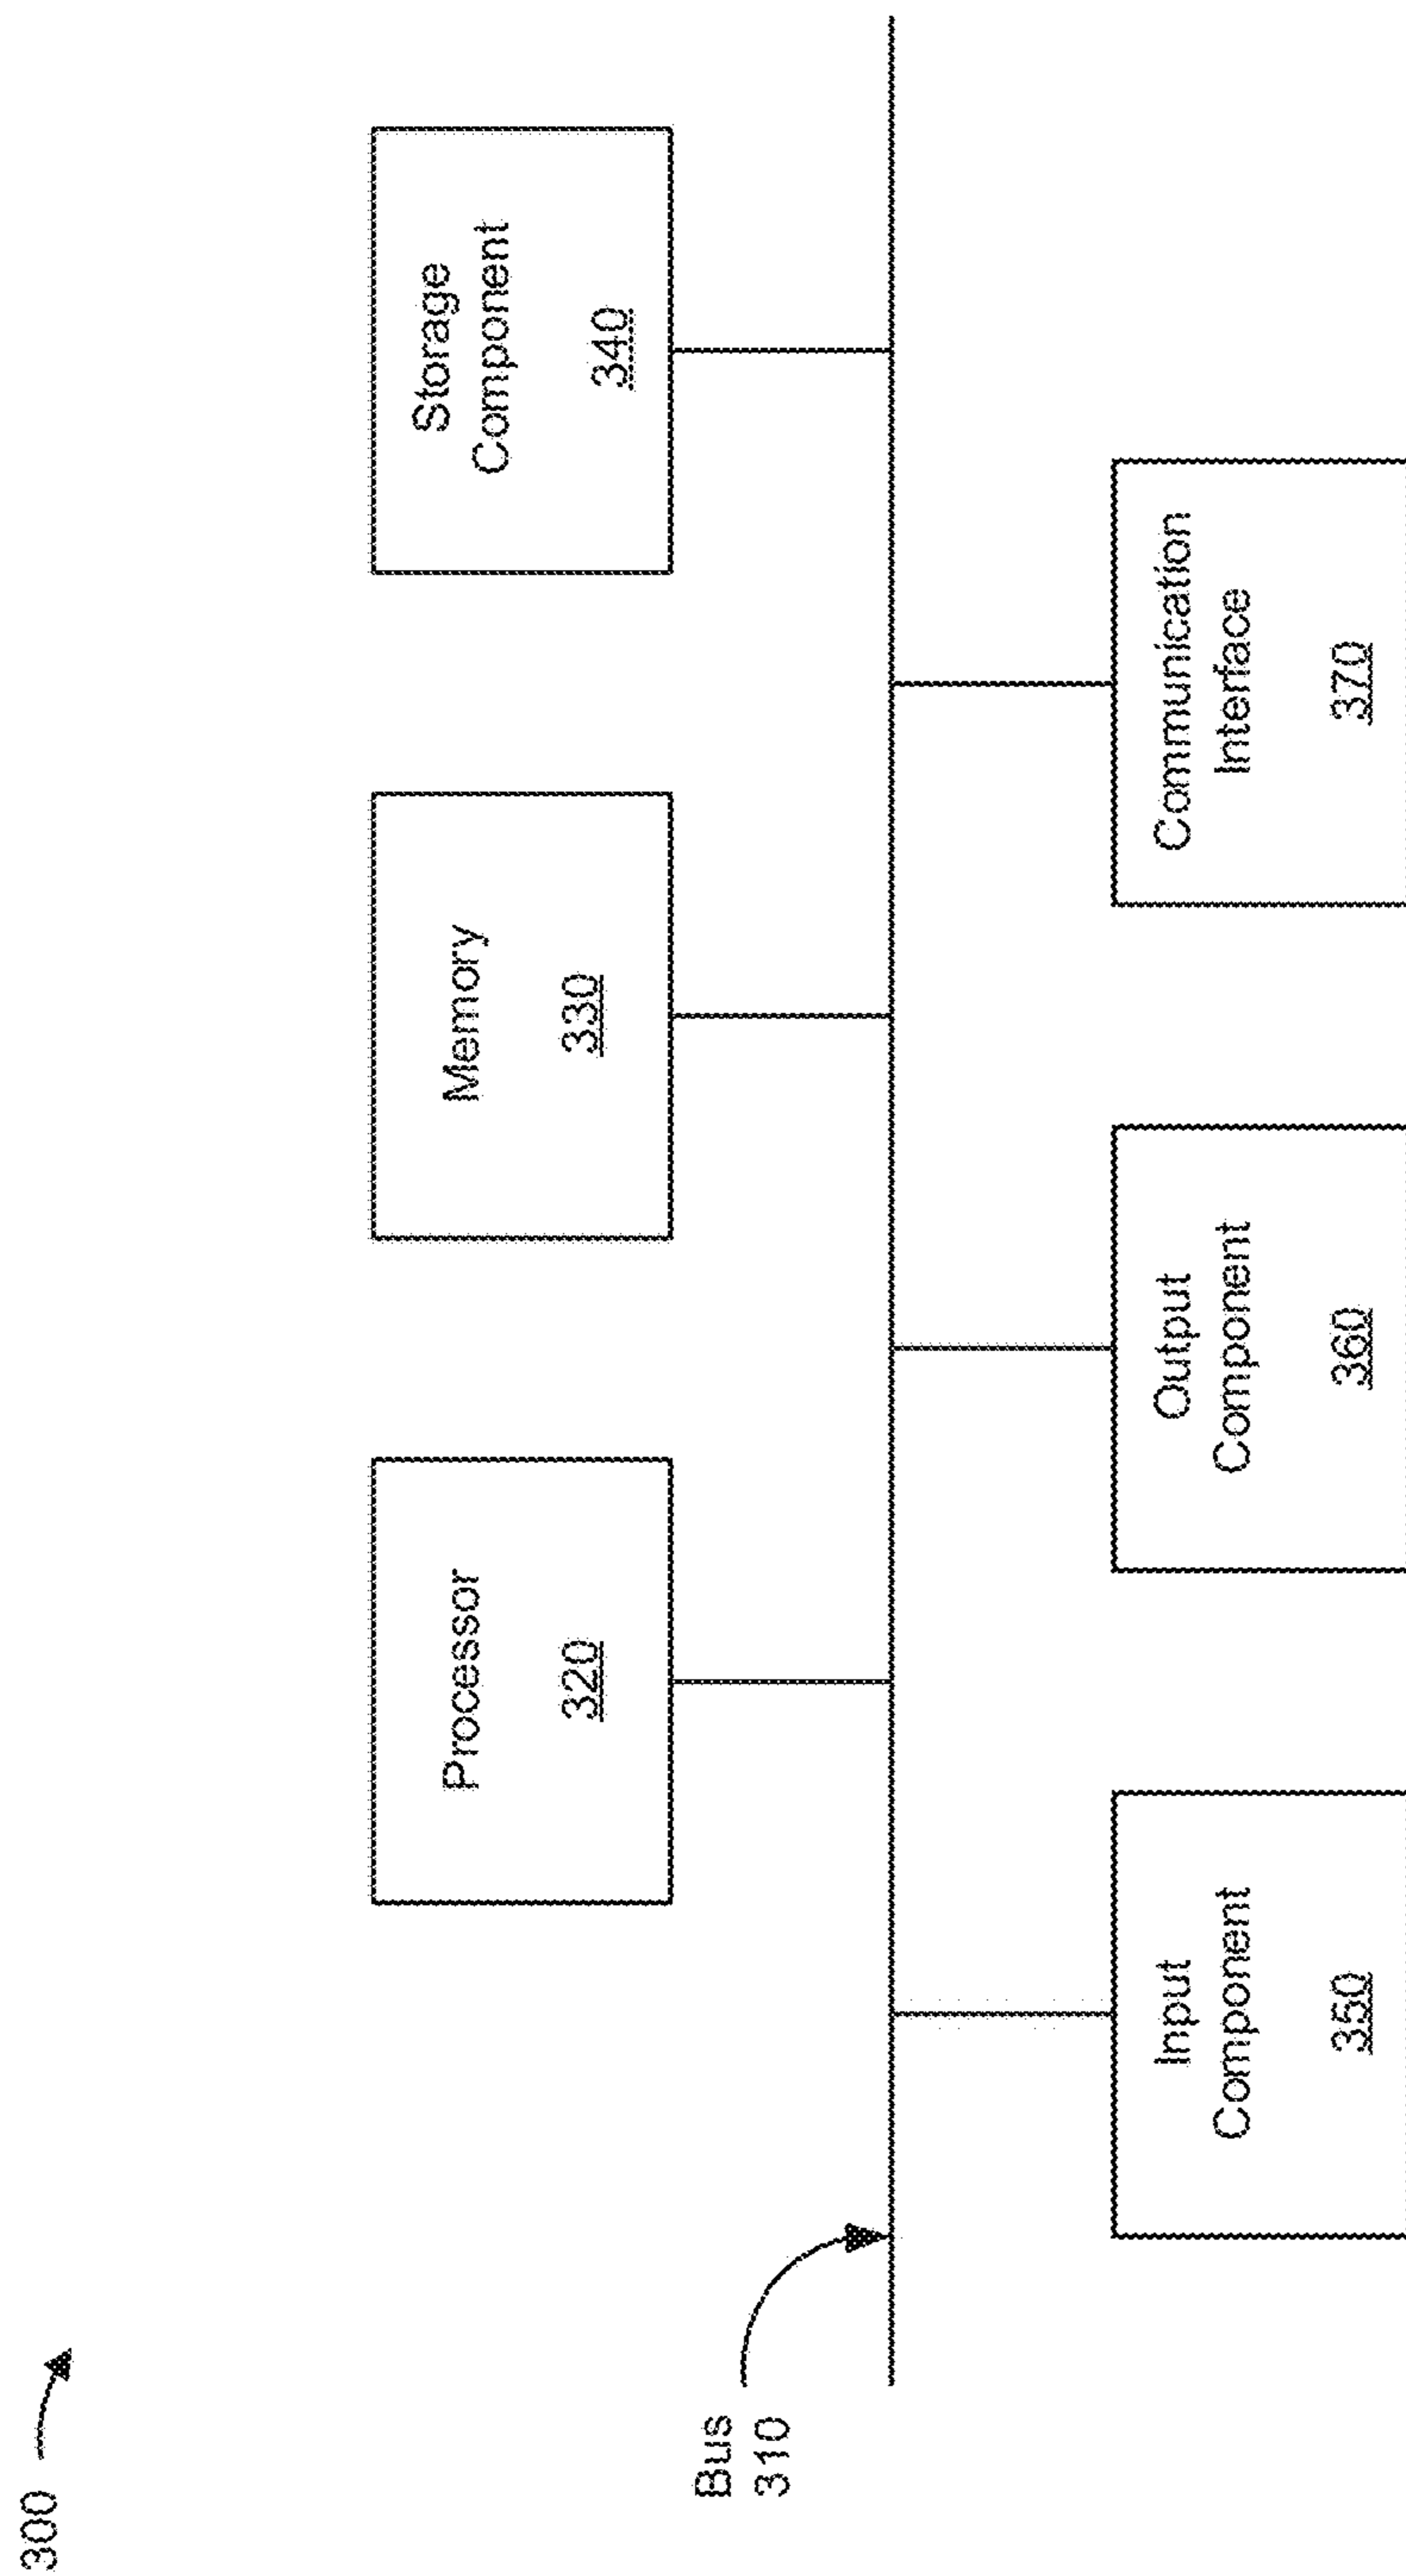 300
Bus
310
Processor
320
Memory
330
Storage
Component
340
Input
Component
350
Output
Component
360
Communication
Interface
370